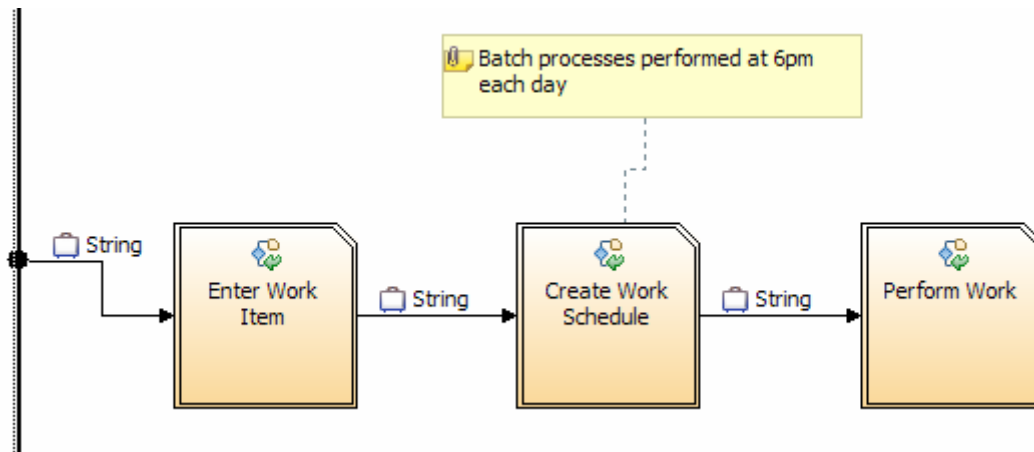 Batch processes performed at 6pm
each day
String
Enter Work
Item
String
Create Work
Schedule
String
Perform Work